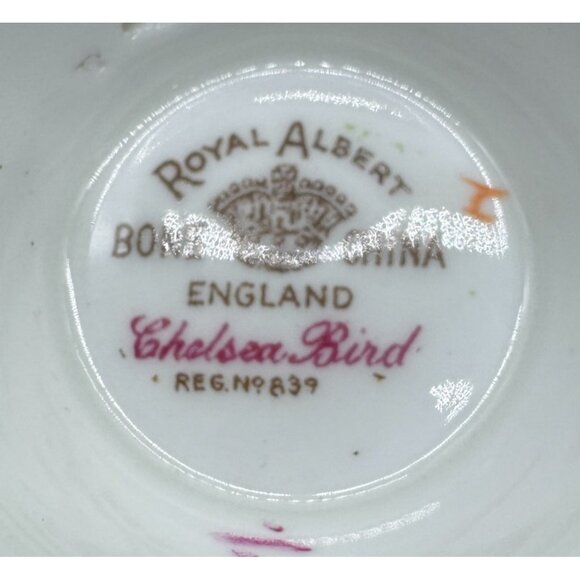 ROYAL ALBERT
BONE CHINA
ENGLAND
Chelsea Bird
REG. No 839
I